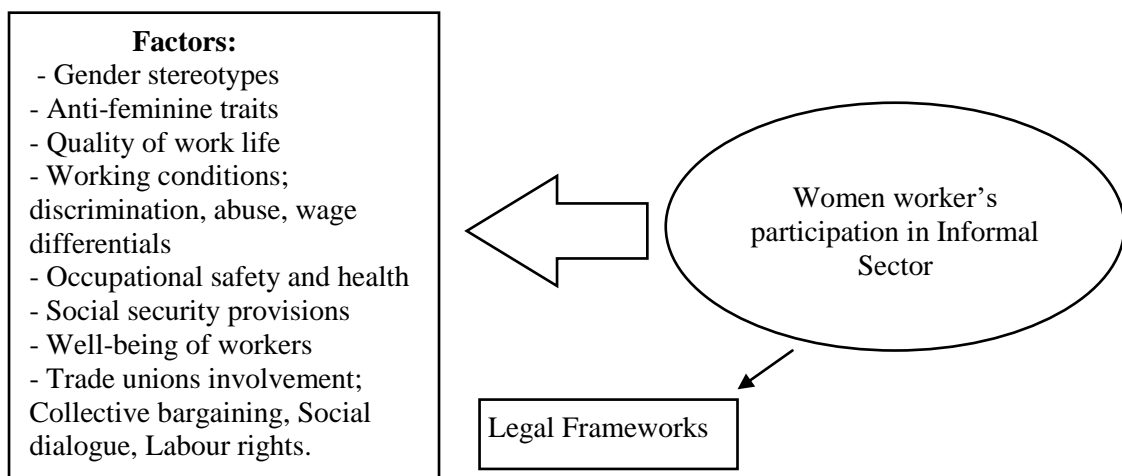 Factors:
- Gender stereotypes
- Anti-feminine traits
- Quality of work life
- Working conditions;
discrimination, abuse, wage
differentials
- Occupational safety and health
- Social security provisions
- Well-being of workers
- Trade unions involvement;
Collective bargaining, Social
dialogue, Labour rights.
Women worker’s
participation in Informal
Sector
Legal Frameworks